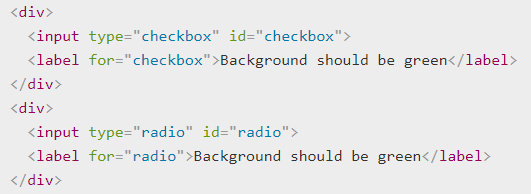 <div>
<input type="checkbox" id="checkbox">
<label for="checkbox">Background should be green</label>
</div>
<div>
<input type="radio" id="radio">
<label for="radio">Background should be green</label>
</div>